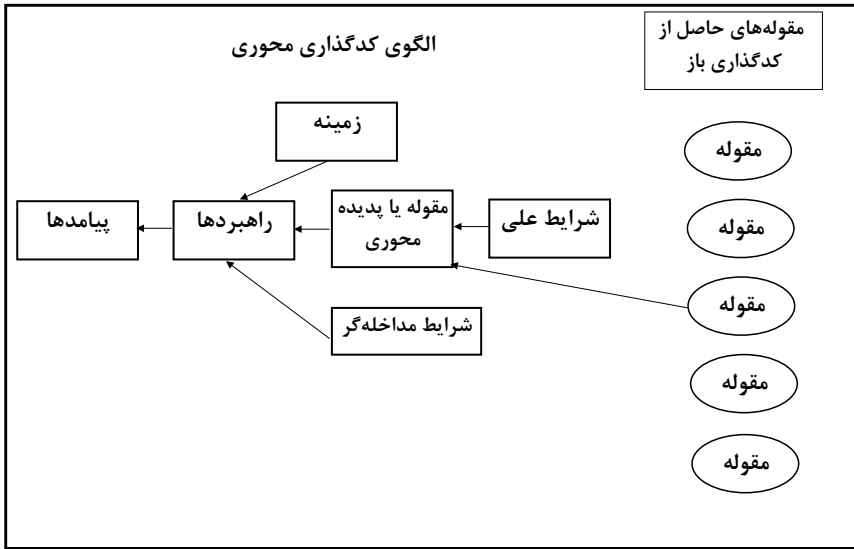 مقوله‌های حاصل از
کدگذاری باز
الگوی کدگذاری محوری
زمینه
مقوله
شرایط علی
مقوله یا پدیده
محوری
راهبردها
پیامدها
مقوله
مقوله
شرایط مداخله‌گر
مقوله
مقوله